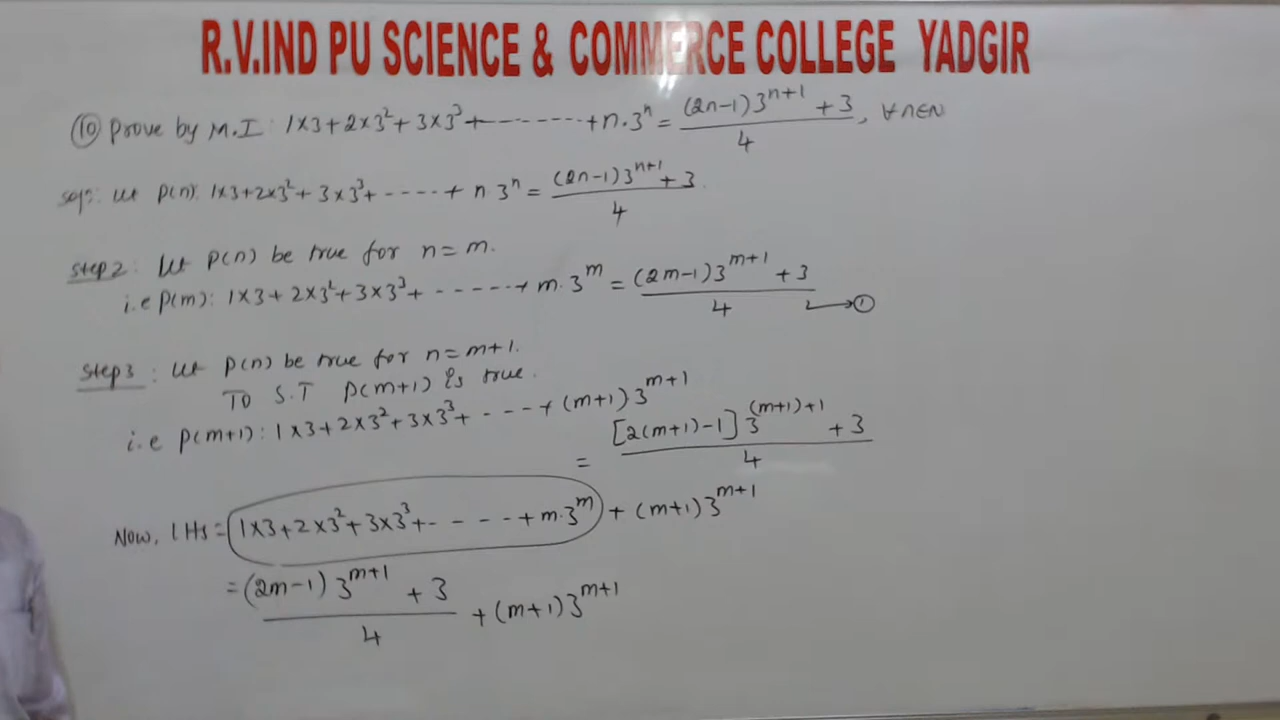 R.V.IND PU SCIENCE & COMMERCE COLLEGE YADGIR
⑩ Prove by M.I: 1×3+2×3²+3×3³+-------+n·3ⁿ = ((2n-1)3ⁿ⁺¹+3)/4, ∀n∈N
Solⁿ: Let P(n): 1×3+2×3²+3×3³+-----+ n 3ⁿ = ((2n-1)3ⁿ⁺¹+3)/4
Step2: Let P(n) be true for n=m.
i.e P(m): 1×3+2×3²+3×3³+------+m·3ᵐ = ((2m-1)3ᵐ⁺¹+3)/4 → ①
Step3: Let P(n) be true for n=m+1.
TO S.T P(m+1) is true.
i.e P(m+1): 1×3+2×3²+3×3³+----+(m+1)3ᵐ⁺¹
= ([2(m+1)-1]3⁽ᵐ⁺¹⁾⁺¹+3)/4
Now, LHS = (1×3+2×3²+3×3³+-----+m·3ᵐ)+(m+1)3ᵐ⁺¹
= ((2m-1)3ᵐ⁺¹+3)/4 +(m+1)3ᵐ⁺¹